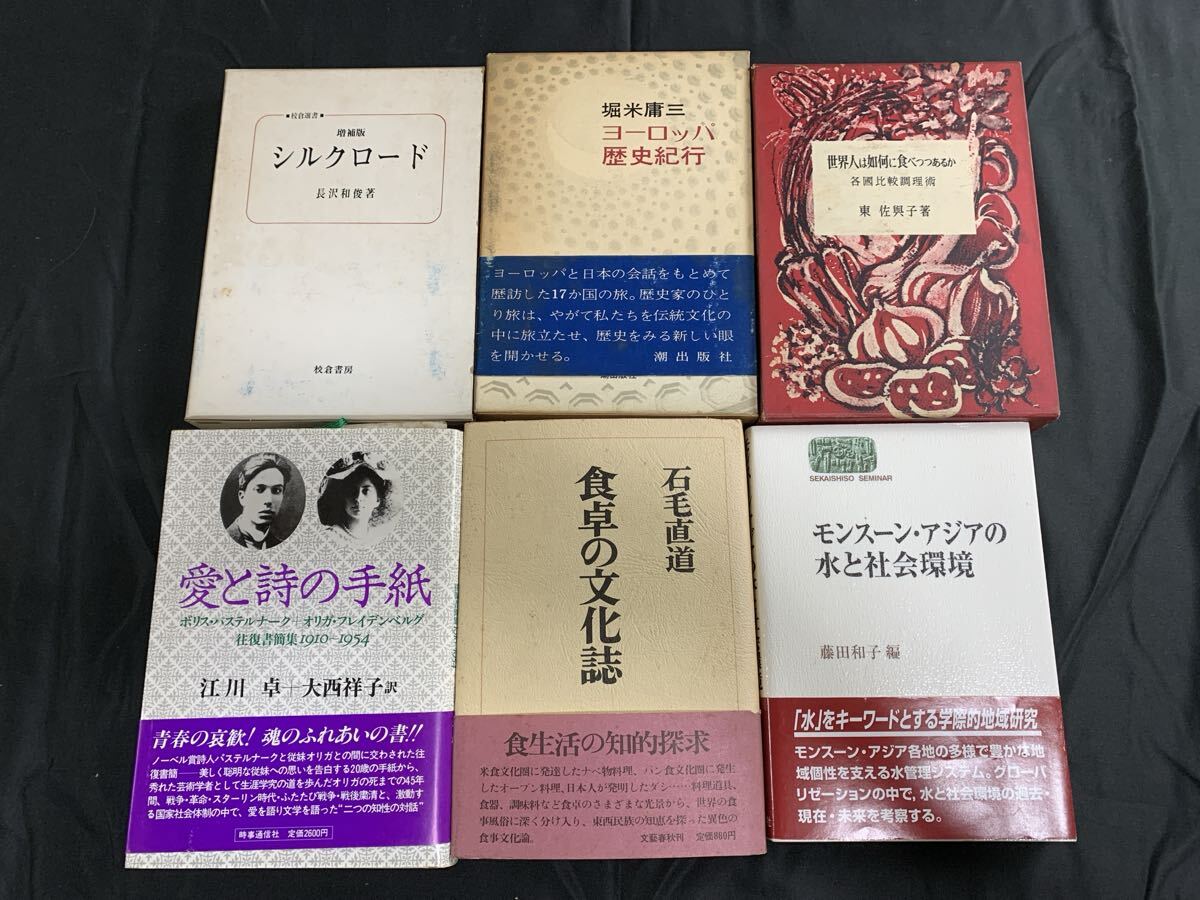 ■校倉選書■
増補版
シルクロード
長沢和俊著
校倉書房
堀米庸三
ヨーロッパ
歴史紀行
ヨーロッパと日本の会話をもとめて
歴訪した17か国の旅。歴史家のひと
り旅は、やがて私たちを伝統文化の
中に旅立たせ、歴史をみる新しい眼
を開かせる。 潮出版社
潮出版社
世界人は如何に食べつつあるか
各國比較調理術
東 佐與子著
愛と詩の手紙
ボリス・パステルナーク+オリガ・フレイデンベルグ
往復書簡集1910−1954
江川 卓+大西祥子訳
青春の哀歓! 魂のふれあいの書!!
ノーベル賞詩人パステルナークと従妹オリガとの間に交わされた往
復書簡──美しく聡明な従妹への思いを告白する20歳の手紙から、
秀れた芸術学者として生涯学究の道を歩んだオリガの死までの45年
間、戦争・革命・スターリン時代・ふたたび戦争・戦後粛清と、激動す
る国家社会体制の中で、愛を語り文学を語った“二つの知性の対話”
時事通信社 定価2600円
石毛直道
食卓の文化誌
食生活の知的探求
米食文化圏に発達したナベ物料理、パン食文化圏に発生
したオーブン料理、日本人が発明したダシ……料理道具、
食器、調味料など食卓のさまざまな光景から、世界の食
事風俗に深く分け入り、東西民族の知恵を探った異色の
食事文化論。 文藝春秋刊 定価860円
SEKAISHISO SEMINAR
モンスーン・アジアの
水と社会環境
藤田和子編
「水」をキーワードとする学際的地域研究
モンスーン・アジア各地の多様で豊かな地
域個性を支える水管理システム。グローバ
リゼーションの中で、水と社会環境の過去・
現在・未来を考察する。